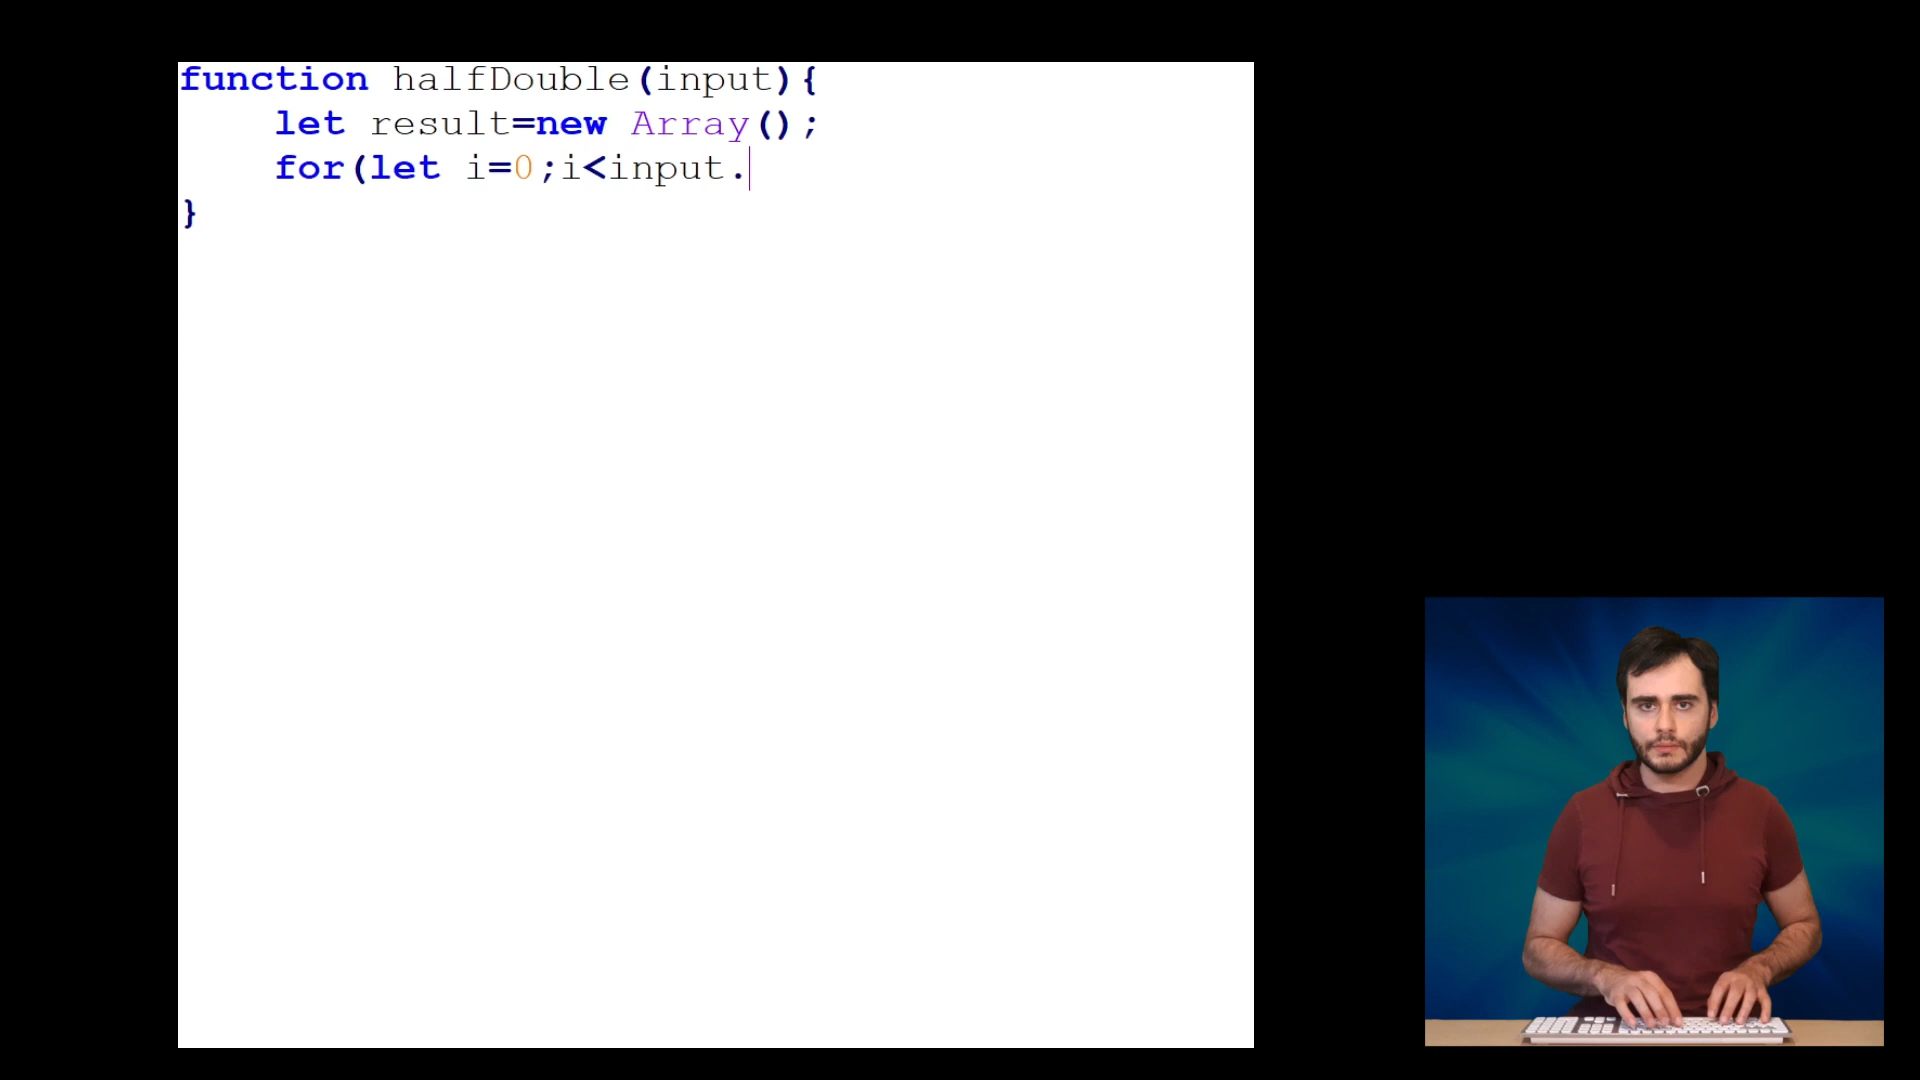 function halfDouble(input){
    let result=new Array();
    for(let i=0;i<input.
}